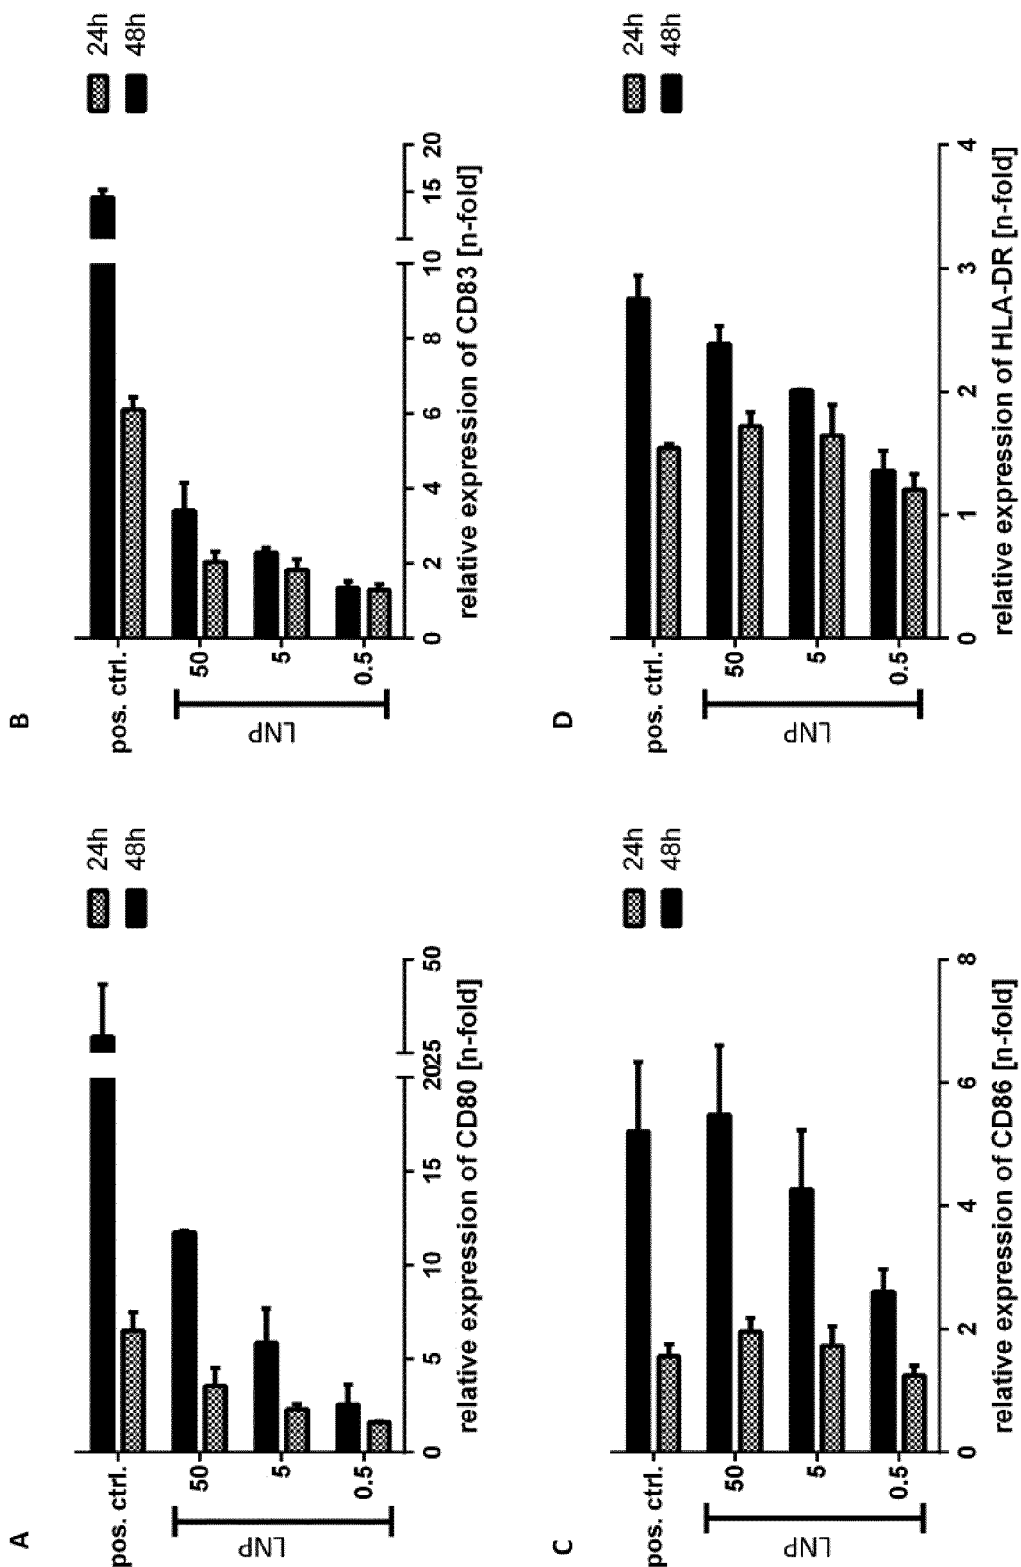 A
24h
48h
pos. ctrl.
50
5
0.5
LNP
0 5 10 15 20 25 50
relative expression of CD80 [n-fold]
B
24h
48h
pos. ctrl.
50
5
0.5
LNP
0 2 4 6 8 10 15 20
relative expression of CD83 [n-fold]
C
24h
48h
pos. ctrl.
50
5
0.5
LNP
0 2 4 6 8
relative expression of CD86 [n-fold]
D
24h
48h
pos. ctrl.
50
5
0.5
LNP
0 1 2 3 4
relative expression of HLA-DR [n-fold]